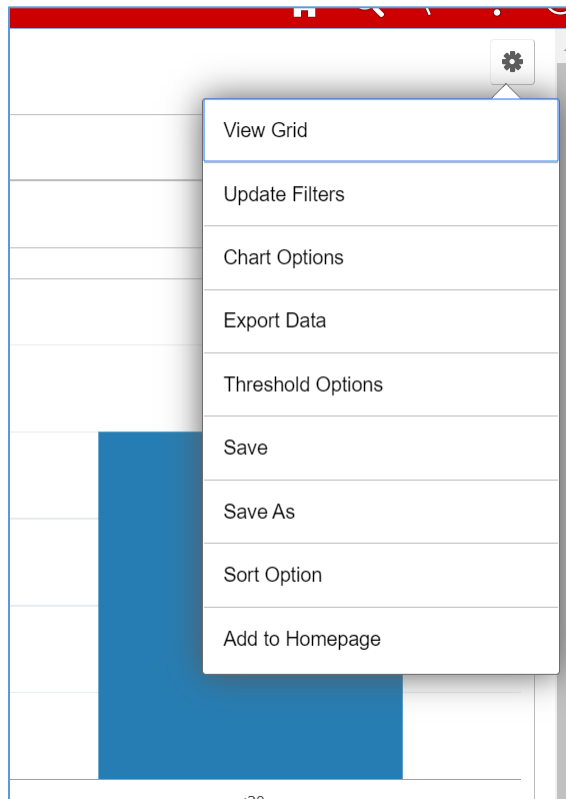 View Grid
Update Filters
Chart Options
Export Data
Threshold Options
Save
Save As
Sort Option
Add to Homepage